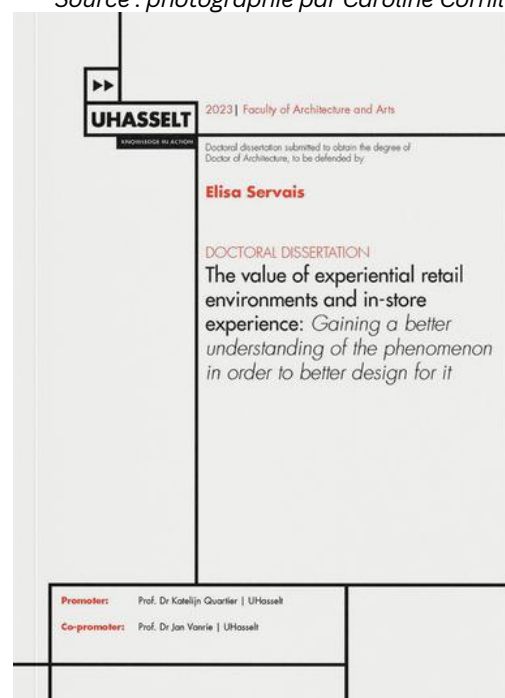 Source : photographie par Caroline Cornil
UHASSELT
KNOWLEDGE IN ACTION
2023| Faculty of Architecture and Arts
Doctoral dissertation submitted to obtain the degree of
Doctor of Architecture, to be defended by
Elisa Servais
DOCTORAL DISSERTATION
The value of experiential retail
environments and in-store
experience: Gaining a better
understanding of the phenomenon
in order to better design for it
Promoter: Prof. Dr Katelijn Quartier | UHasselt
Co-promoter: Prof. Dr Jan Vanrie | UHasselt